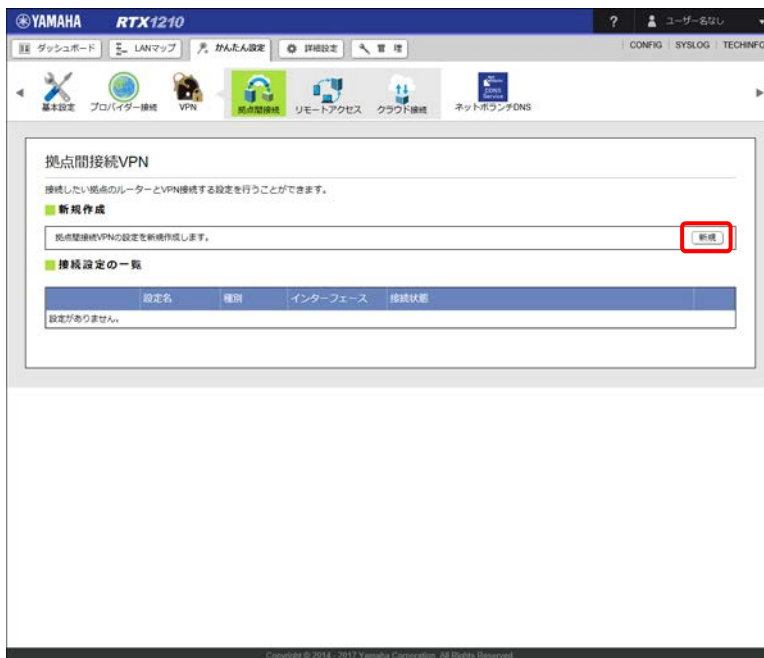 YAMAHA RTX1210 ? ユーザー名なし
ダッシュボード LANマップ かんたん設定 詳細設定 管理 CONFIG SYSLOG TECHINFO
基本設定 プロバイダー接続 VPN 拠点間接続 リモートアクセス クラウド接続 ネットボランチDNS
拠点間接続VPN
接続したい拠点のルーターとVPN接続する設定を行うことができます。
新規作成
拠点間接続VPNの設定を新規作成します。 新規
接続設定の一覧
設定名 種別 インターフェース 接続状態
設定がありません。
Copyright © 2014 - 2017 Yamaha Corporation. All Rights Reserved.